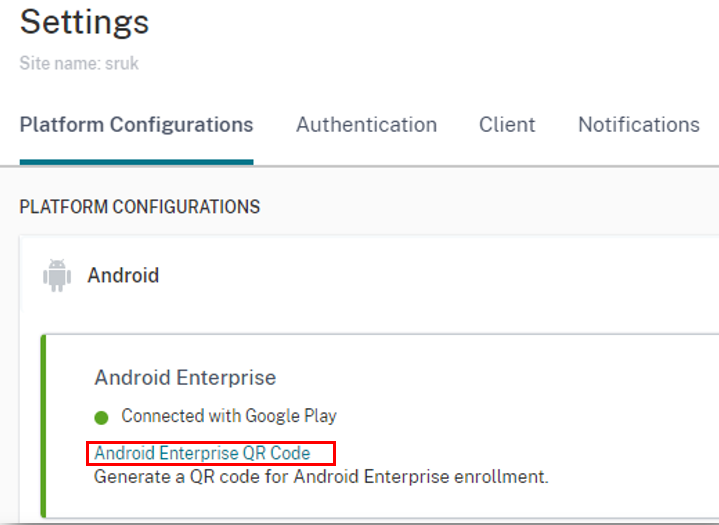 Settings
Site name: sruk
Platform Configurations Authentication Client Notifications
PLATFORM CONFIGURATIONS
Android
Android Enterprise
Connected with Google Play
Android Enterprise QR Code
Generate a QR code for Android Enterprise enrollment.